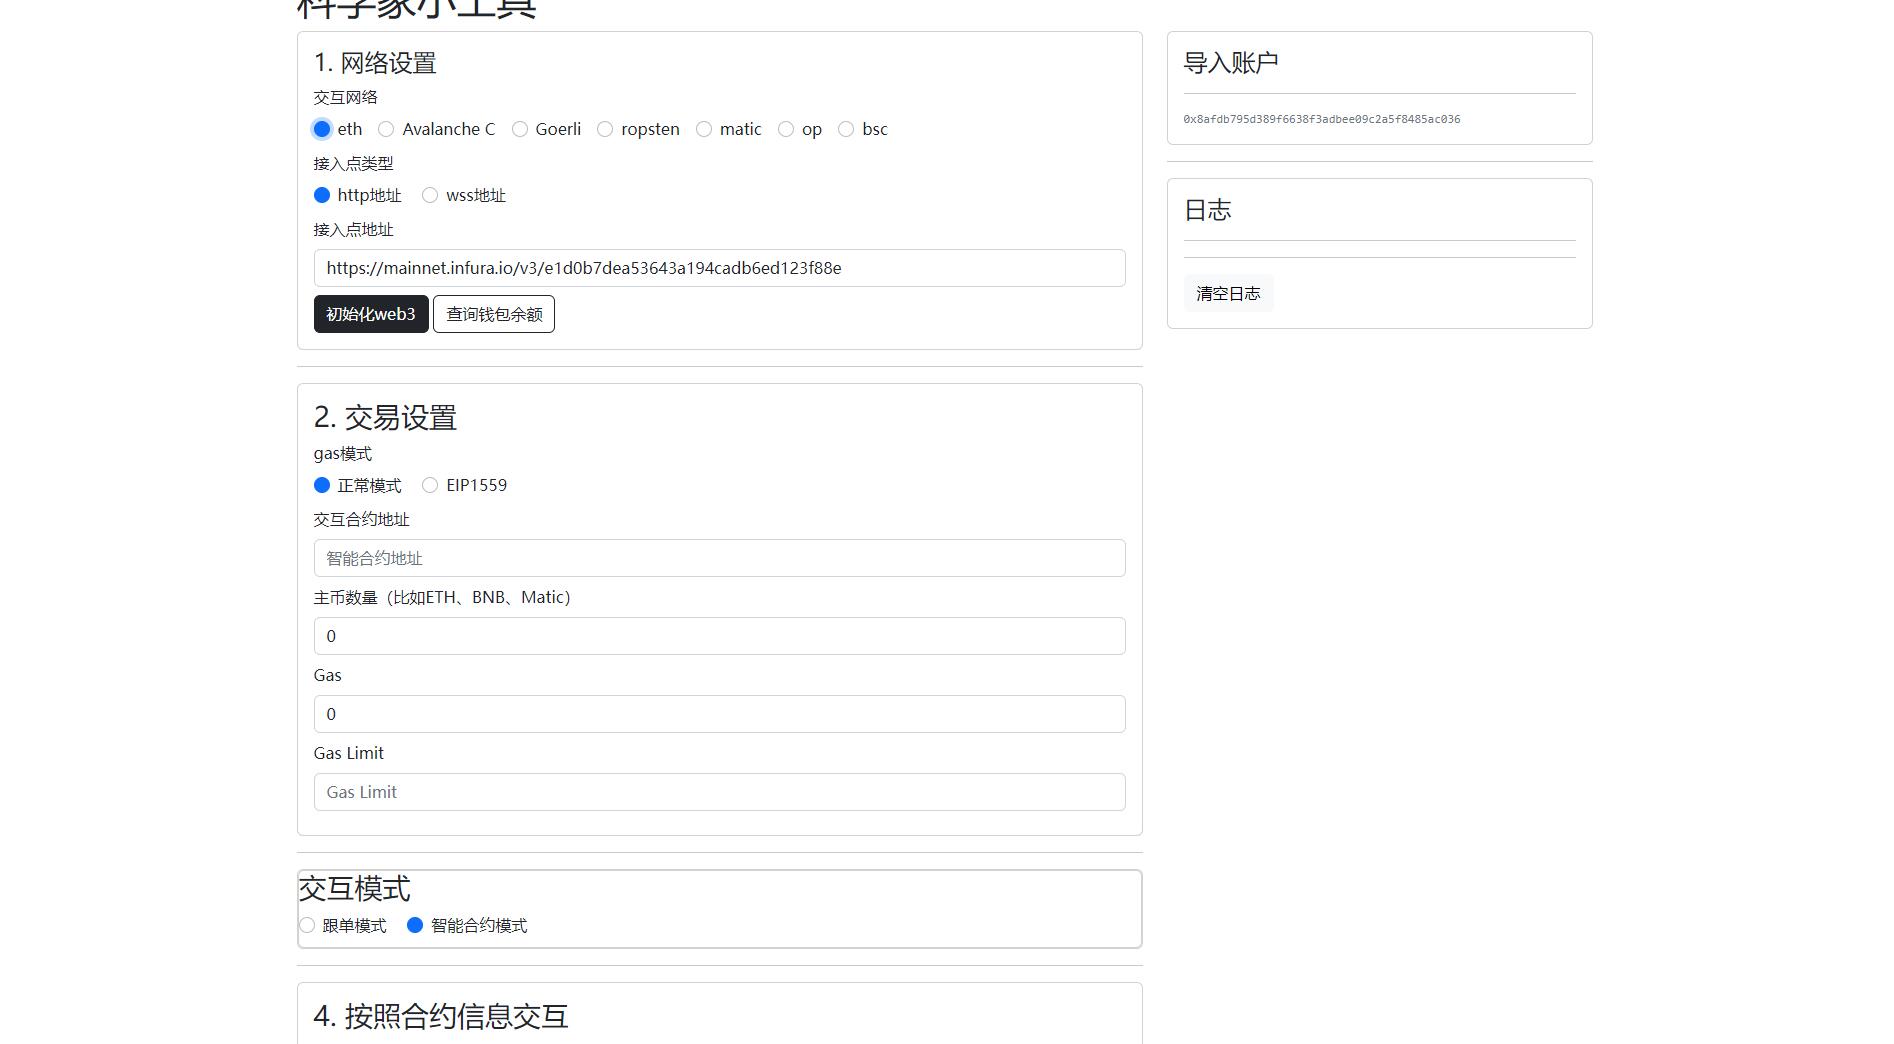 科学家小工具
1. 网络设置
交互网络
eth Avalanche C Goerli ropsten matic op bsc
接入点类型
http地址 wss地址
接入点地址
https://mainnet.infura.io/v3/e1d0b7dea53643a194cadb6ed123f88e
初始化web3 查询钱包余额
2. 交易设置
gas模式
正常模式 EIP1559
交互合约地址
智能合约地址
主币数量（比如ETH、BNB、Matic）
0
Gas
0
Gas Limit
Gas Limit
交互模式
跟单模式 智能合约模式
4. 按照合约信息交互
导入账户
0x8afdb795d389f6638f3adbee09c2a5f8485ac036
日志
清空日志